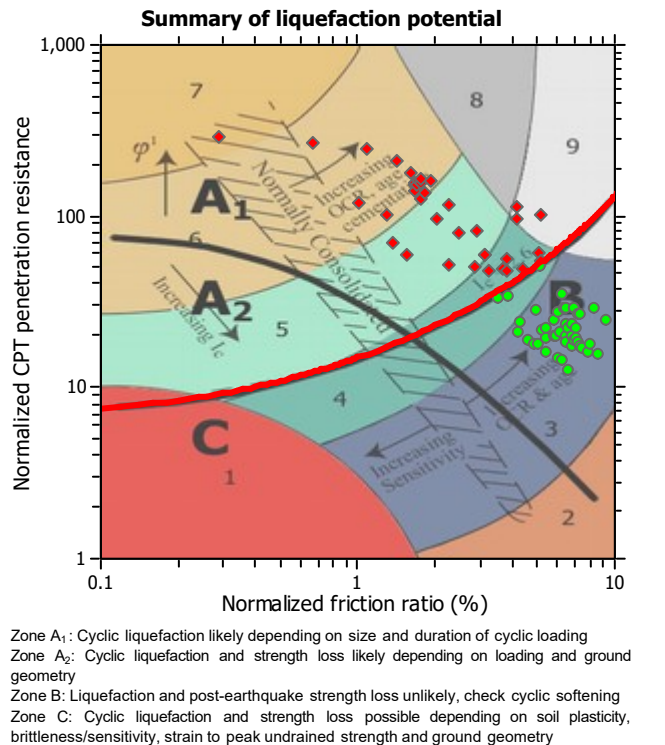 Summary of liquefaction potential
Normalized CPT penetration resistance
1,000
100
10
1
7
8
9
φ'
A1
Normally Consolidated
Increasing
OCR, age
cementation
6
A2
Increasing Ic
5
Ic
6
B
4
C
1
Increasing
OCR & age
3
Increasing
Sensitivity
2
0.1
1
10
Normalized friction ratio (%)
Zone A1: Cyclic liquefaction likely depending on size and duration of cyclic loading
Zone A2: Cyclic liquefaction and strength loss likely depending on loading and ground
geometry
Zone B: Liquefaction and post-earthquake strength loss unlikely, check cyclic softening
Zone C: Cyclic liquefaction and strength loss possible depending on soil plasticity,
brittleness/sensitivity, strain to peak undrained strength and ground geometry